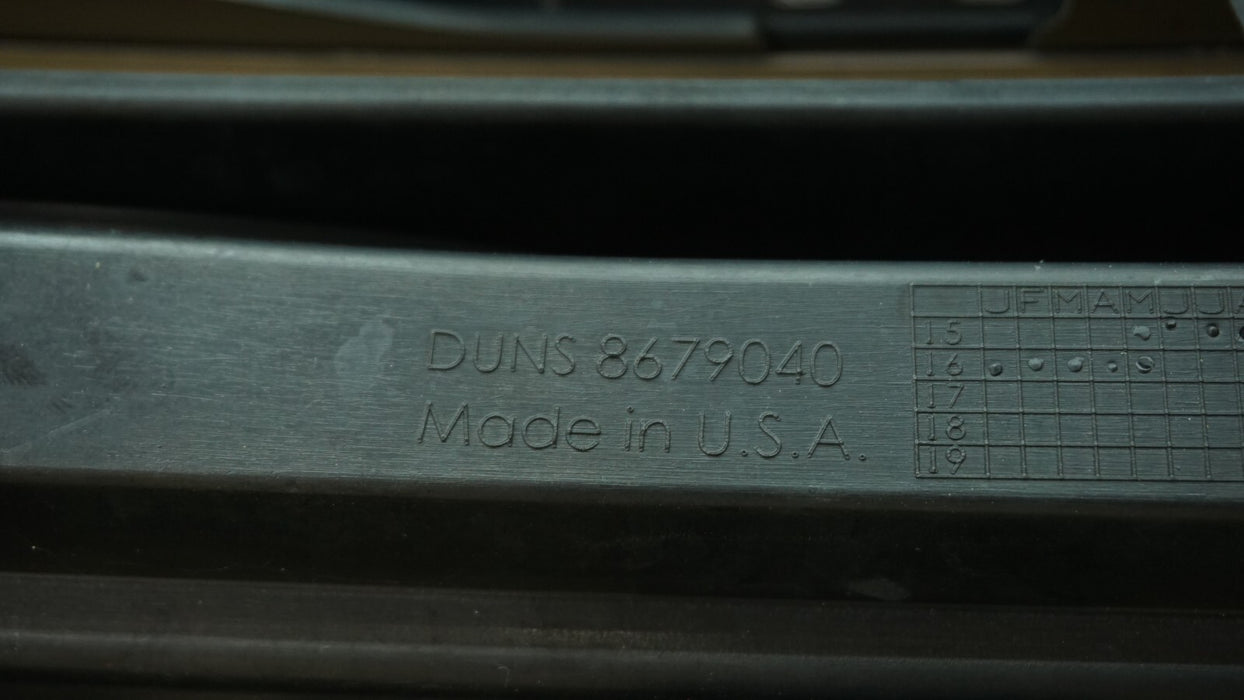 DUNS 8679040
Made in U.S.A.
J F M A M J J A
15
16
17
18
19